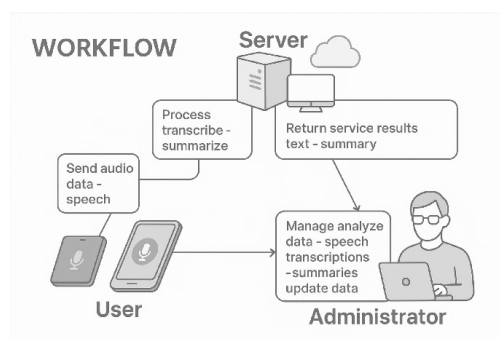 WORKFLOW
Server
Process
transcribe -
summarize
Return service results
text - summary
Send audio
data -
speech
Manage analyze
data - speech
transcriptions
-summaries
update data
User
Administrator